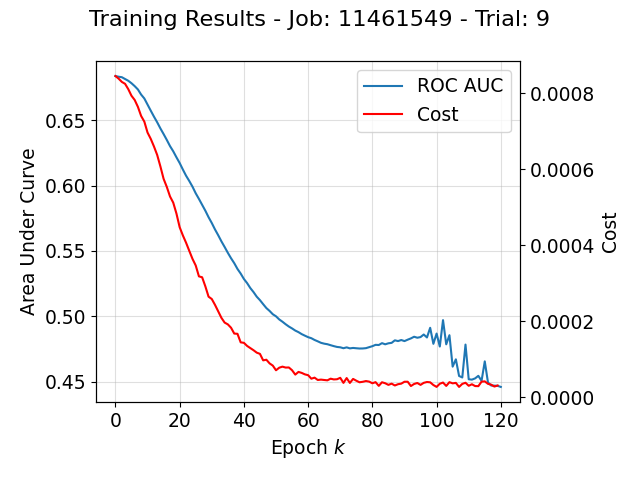 Training Results - Job: 11461549 - Trial: 9
ROC AUC
Cost
Area Under Curve
0.65
0.60
0.55
0.50
0.45
0.0008
0.0006
0.0004
0.0002
0.0000
Cost
0
20
40
60
80
100
120
Epoch k